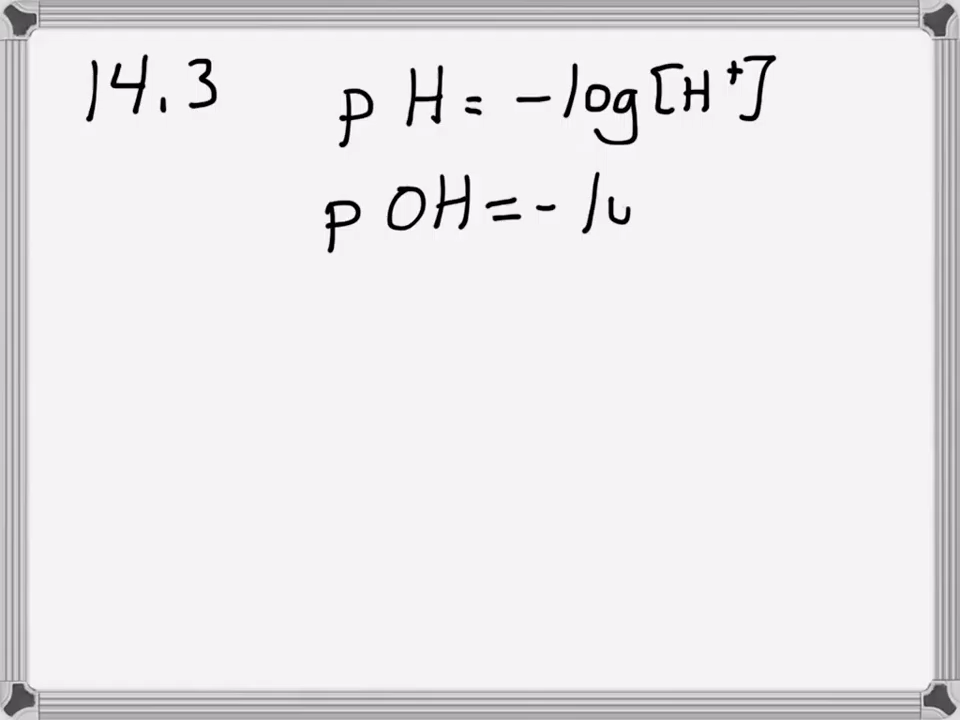 14.3 pH = -log[H⁺]
pOH = - l